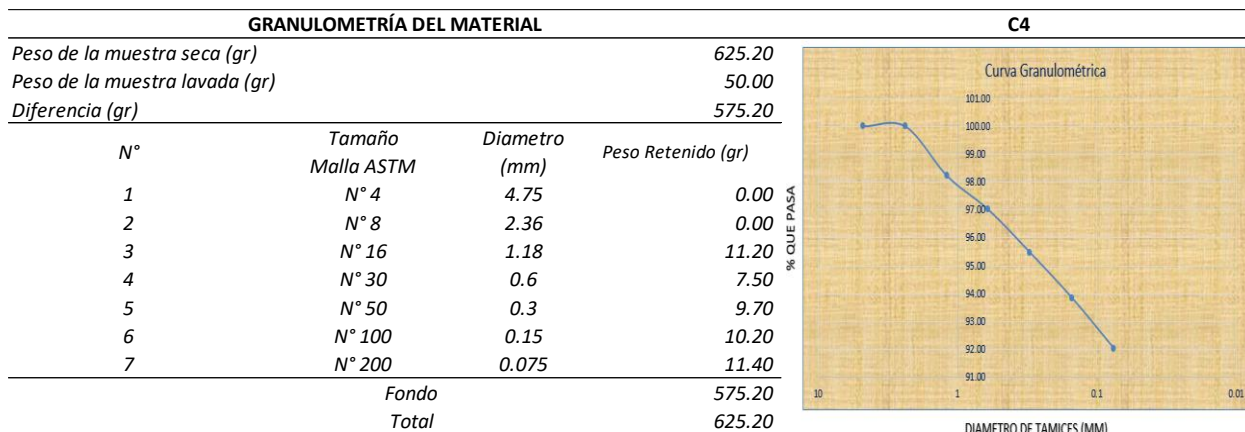 GRANULOMETRÍA DEL MATERIAL C4
Peso de la muestra seca (gr) 625.20
Peso de la muestra lavada (gr) 50.00
Diferencia (gr) 575.20
N° Tamaño Malla ASTM Diametro (mm) Peso Retenido (gr)
1 N° 4 4.75 0.00
2 N° 8 2.36 0.00
3 N° 16 1.18 11.20
4 N° 30 0.6 7.50
5 N° 50 0.3 9.70
6 N° 100 0.15 10.20
7 N° 200 0.075 11.40
Fondo 575.20
Total 625.20
Curva Granulométrica
% QUE PASA
101.00
100.00
99.00
98.00
97.00
96.00
95.00
94.00
93.00
92.00
91.00
10 1 0.1 0.01
DIAMETRO DE TAMICES (MM)